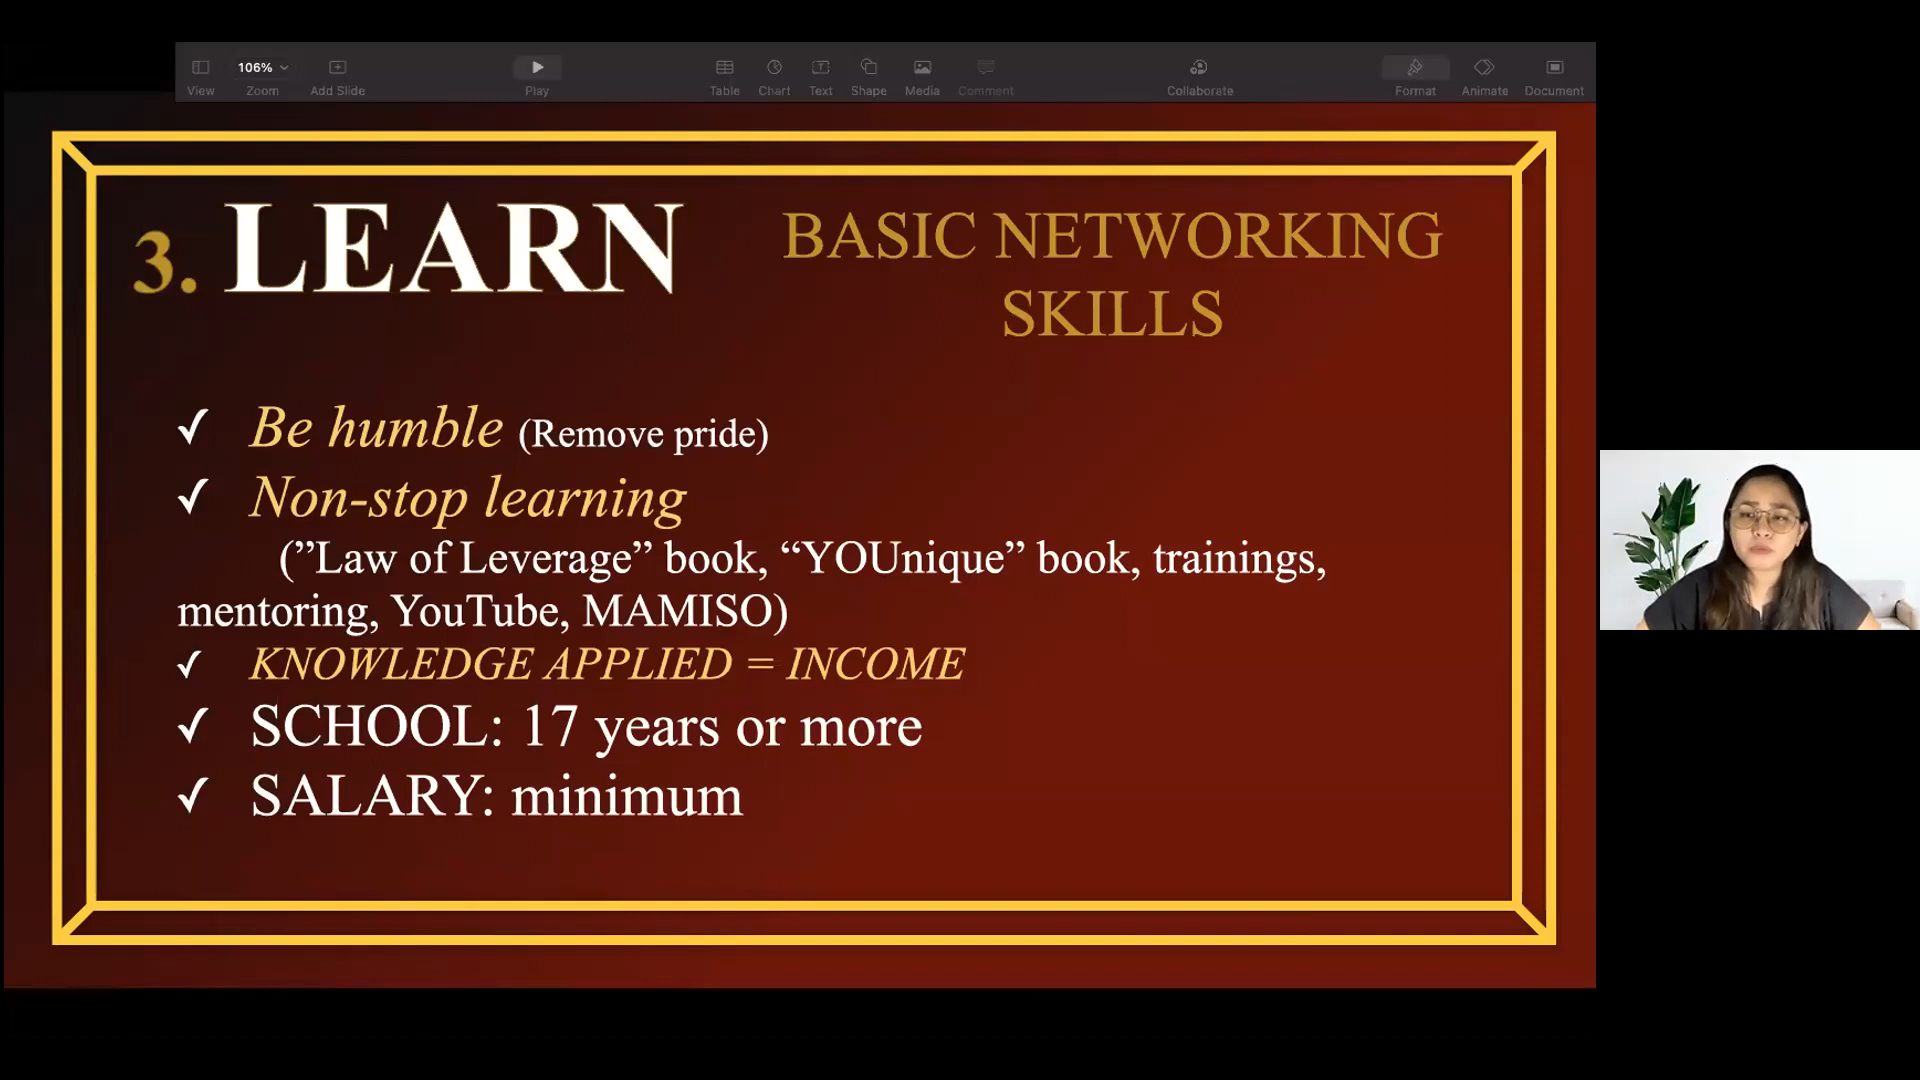 106%
View
Zoom
Add Slide
Play
Table
Chart
Text
Shape
Media
Comment
Collaborate
Format
Animate
Document
3. LEARN
BASIC NETWORKING
SKILLS
✓ Be humble (Remove pride)
✓ Non-stop learning
(”Law of Leverage” book, “YOUnique” book, trainings,
mentoring, YouTube, MAMISO)
✓ KNOWLEDGE APPLIED = INCOME
✓ SCHOOL: 17 years or more
✓ SALARY: minimum